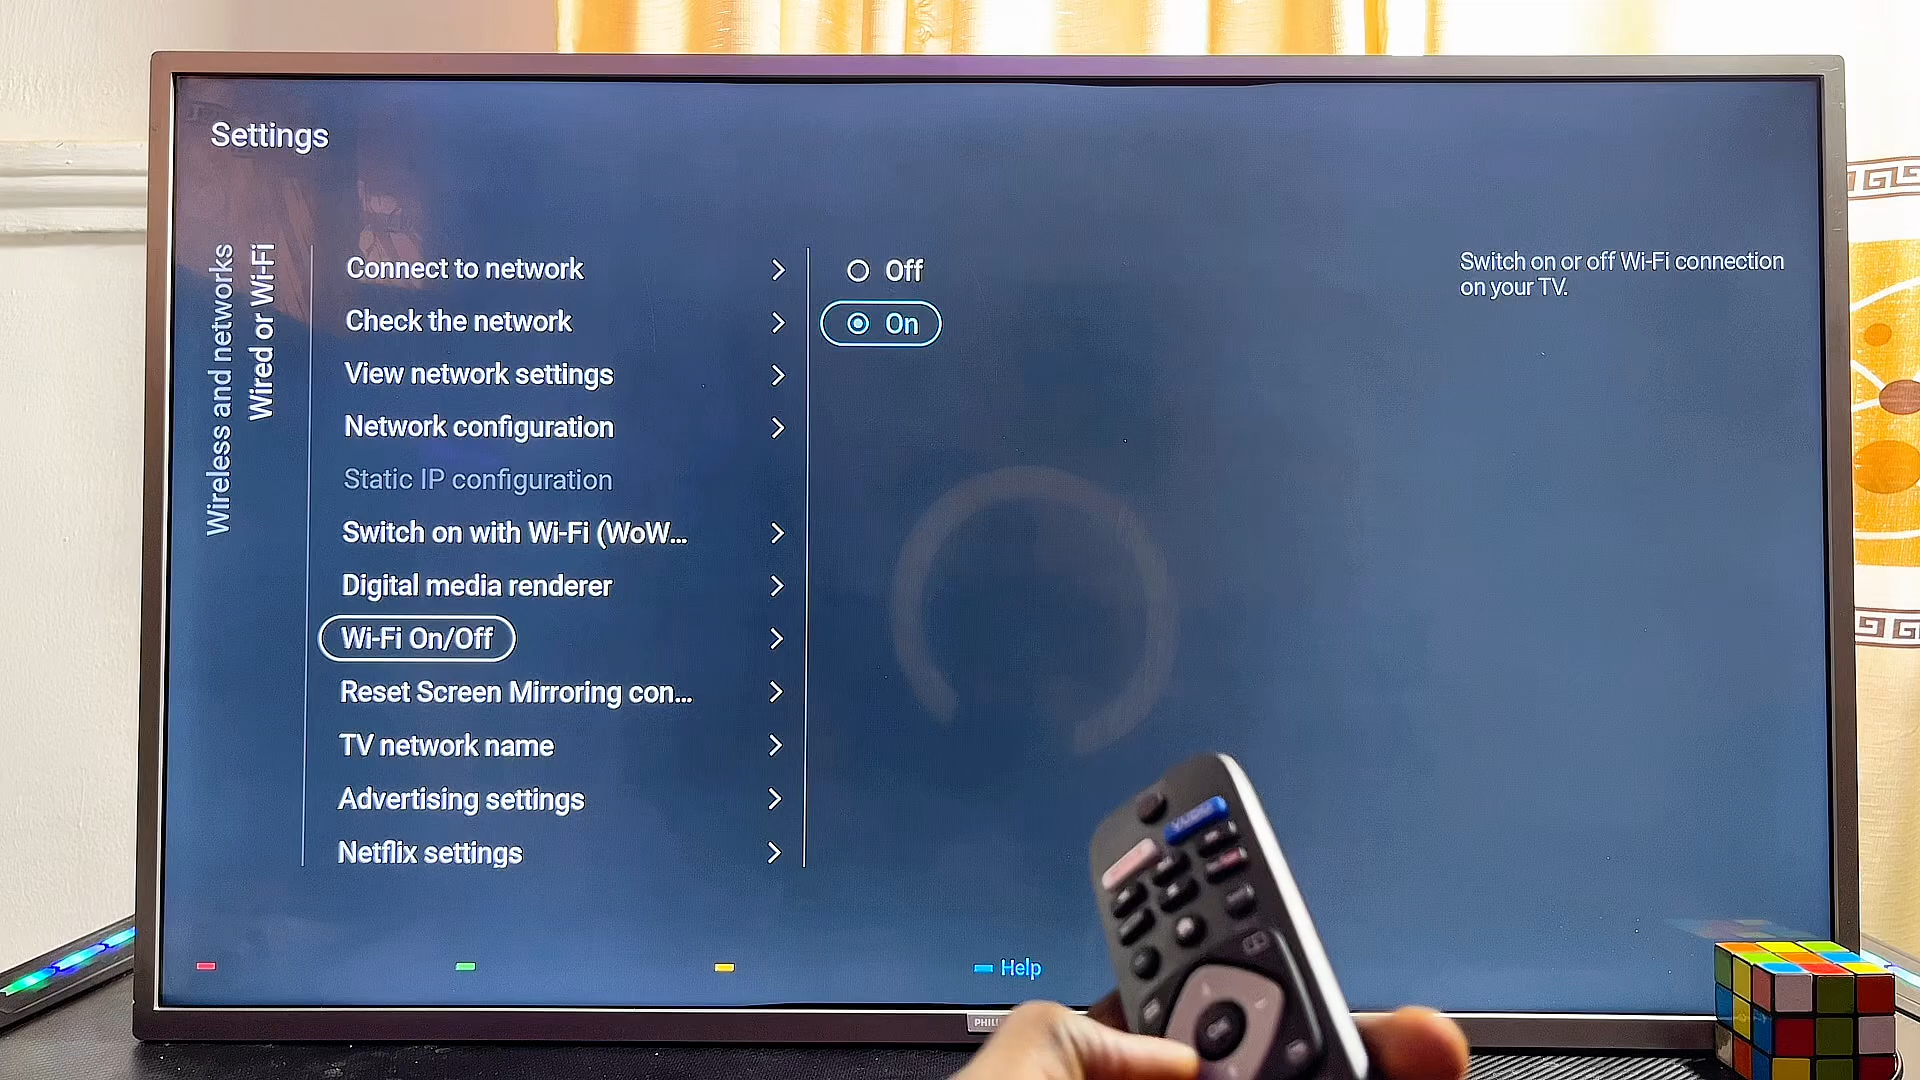 Settings
Wireless and networks
Wired or Wi-Fi
Connect to network
Check the network
View network settings
Network configuration
Static IP configuration
Switch on with Wi-Fi (WoW...
Digital media renderer
Wi-Fi On/Off
Reset Screen Mirroring con...
TV network name
Advertising settings
Netflix settings
Off
On
Switch on or off Wi-Fi connection
on your TV.
Help
OK